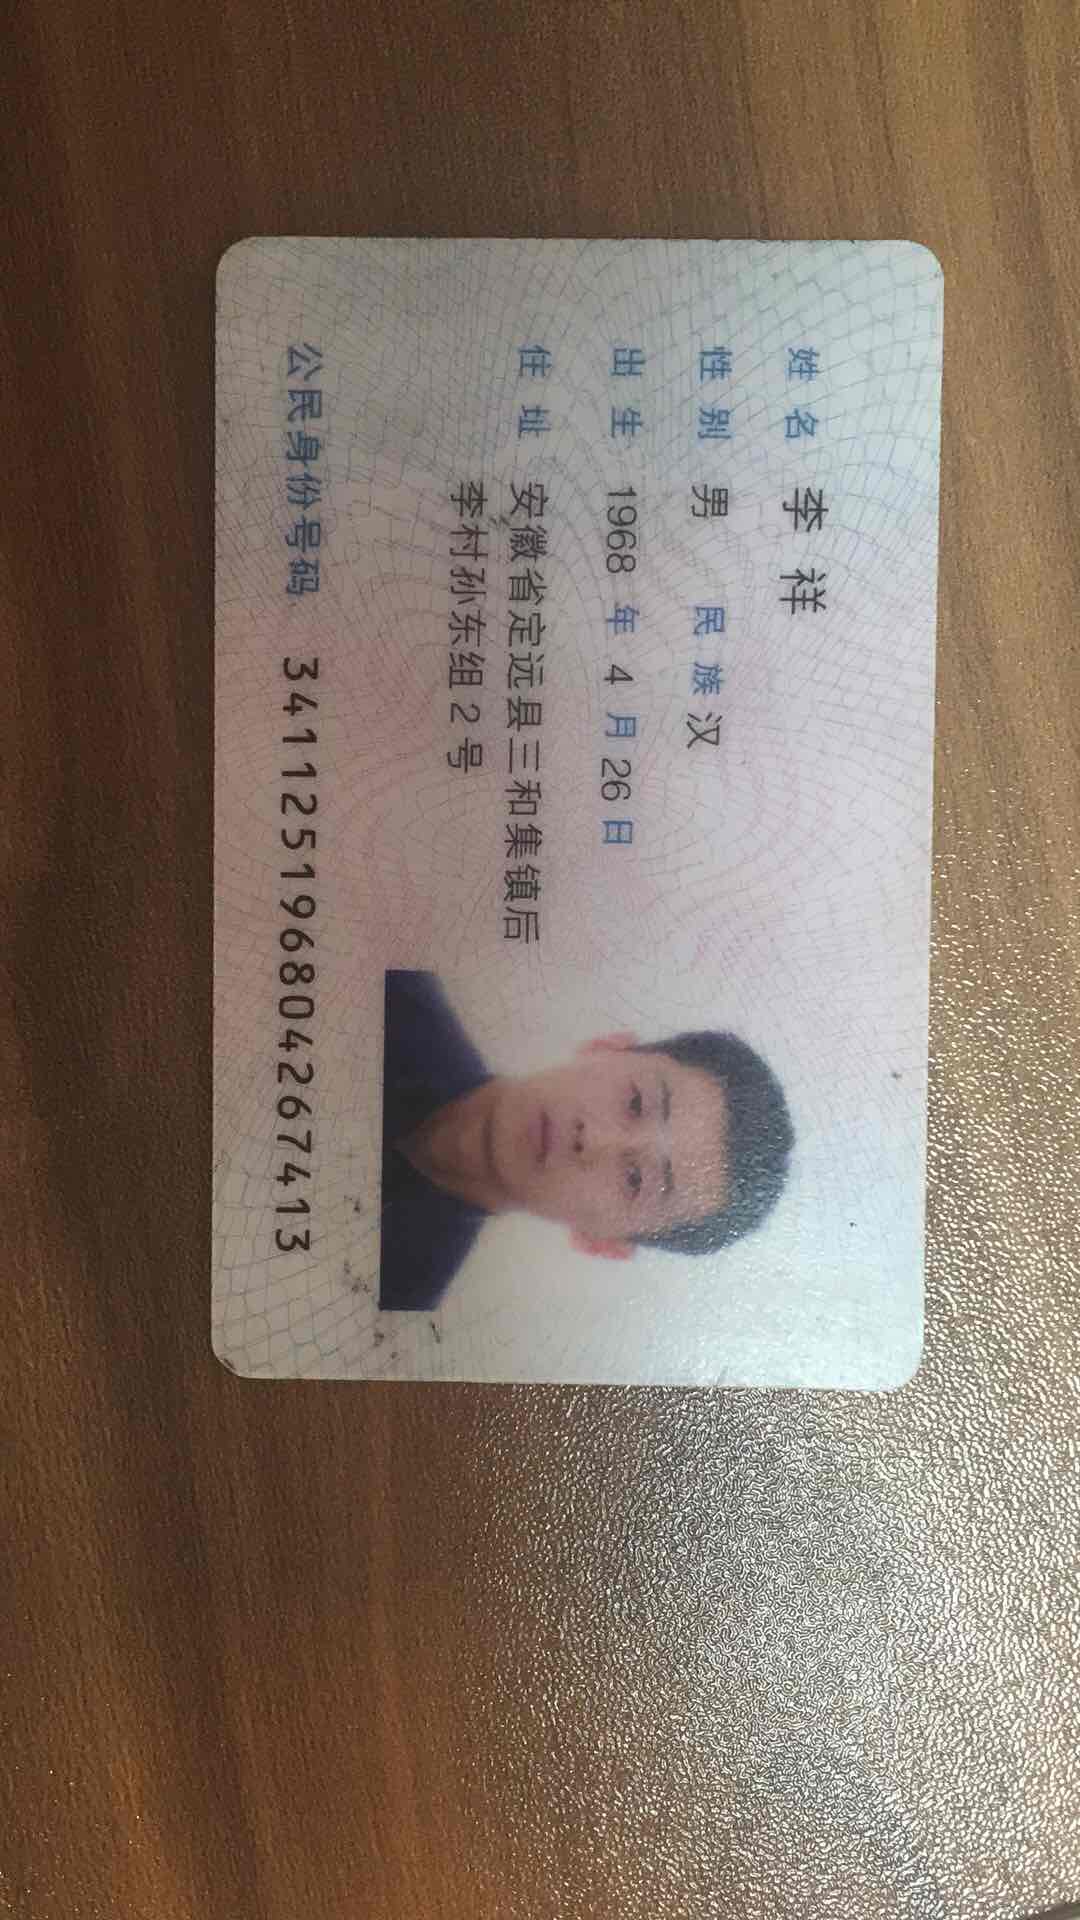 姓名 李祥
性别 男 民族 汉
出生 1968 年 4 月 26 日
住址 安徽省定远县三和集镇后
李村孙东组2号
公民身份号码 341125196804267413